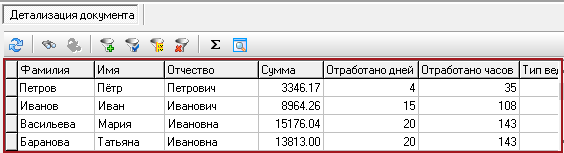 Детализация документа
Σ
Фамилия Имя Отчество Сумма Отработано дней Отработано часов Тип вед
Петров Пётр Петрович 3346.17 4 35
Иванов Иван Иванович 8964.26 15 108
Васильева Мария Ивановна 15176.04 20 143
Баранова Татьяна Ивановна 13813.00 20 143